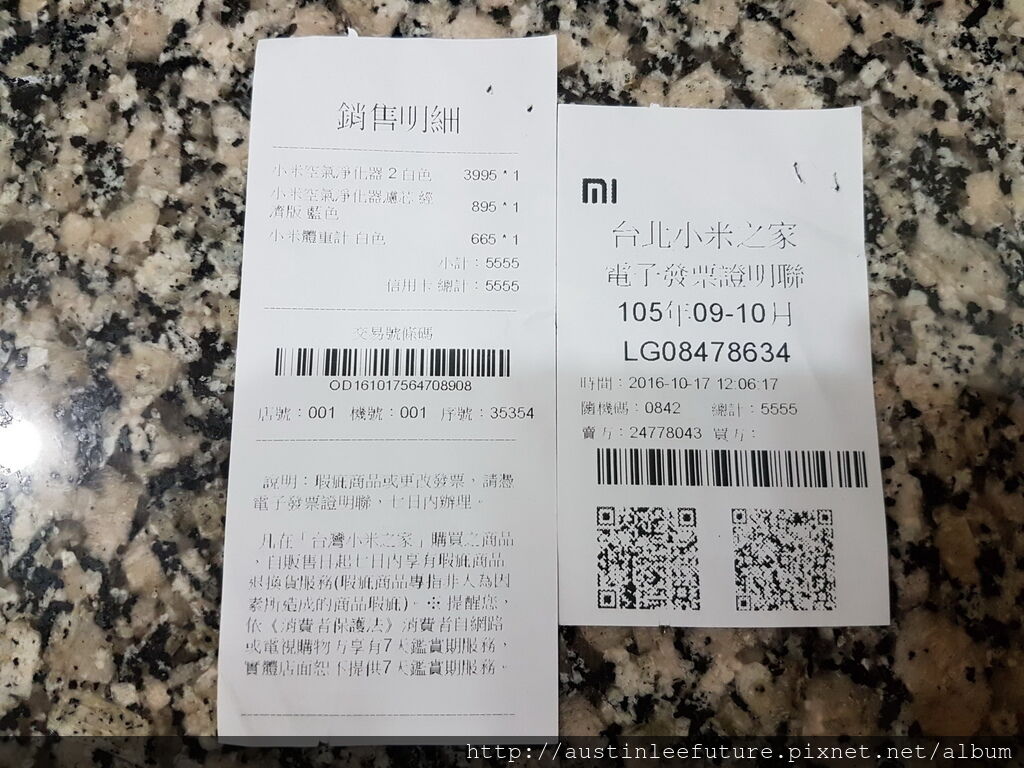 銷售明細
小米空氣淨化器 2 白色 3995 * 1
小米空氣淨化器濾芯 經
濟版 藍色 895 * 1
小米體重計 白色 665 * 1
小計：5555
信用卡 總計：5555
交易號條碼
OD161017564708908
店號：001 機號：001 序號：35354
說明：瑕疵商品或更改發票，請憑
電子發票證明聯，七日內辦理。
凡在「台灣小米之家」購買之商品
，自販售日起七日內享有瑕疵商品
退換貨服務(瑕疵商品專指非人為因
素所造成的商品瑕疵)。※ 提醒您，
依《消費者保護法》消費者自網路
或電視購物方享有7天鑑賞期服務，
實體店面恕不提供7天鑑賞期服務。
MI
台北小米之家
電子發票證明聯
105年09-10月
LG08478634
時間：2016-10-17 12:06:17
隨機碼：0842 總計：5555
賣方：24778043 買方：
http://austinleefuture.pixnet.net/album